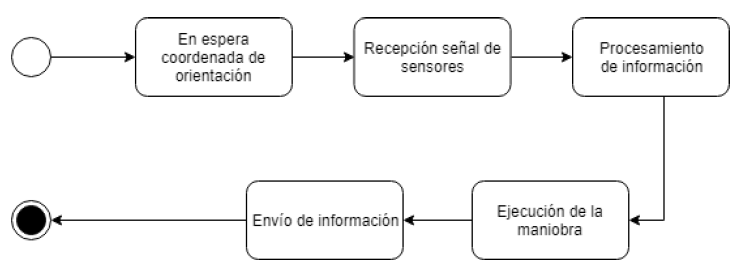 En espera
coordenada de
orientación
Recepción señal de
sensores
Procesamiento
de información
Ejecución de la
maniobra
Envío de información